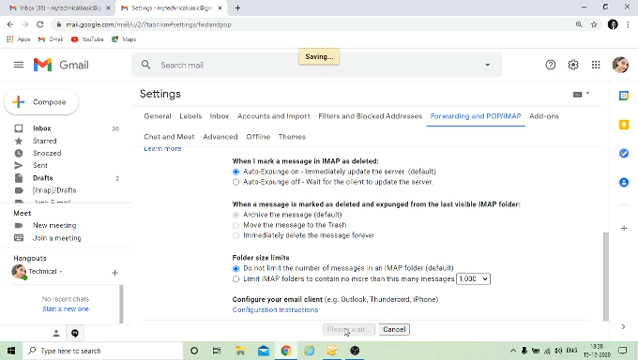 Inbox (30) - mytechnicalbasic@g
Settings - mytechnicalbasic@gmai
mail.google.com/mail/u/2/?tab=km#settings/fwdandpop
Apps Gmail YouTube Maps
Saving...
Gmail
Search mail
Compose
Settings
General Labels Inbox Accounts and Import Filters and Blocked Addresses Forwarding and POP/IMAP Add-ons
Chat and Meet Advanced Offline Themes
Inbox 36
Starred
Snoozed
Sent
Drafts 2
[Imap]/Drafts
Junk E-mail
Meet
New meeting
Join a meeting
Hangouts
Technical
No recent chats
Start a new one
Learn more
When I mark a message in IMAP as deleted:
Auto-Expunge on - Immediately update the server. (default)
Auto-Expunge off - Wait for the client to update the server.
When a message is marked as deleted and expunged from the last visible IMAP folder:
Archive the message (default)
Move the message to the Trash
Immediately delete the message forever
Folder size limits
Do not limit the number of messages in an IMAP folder (default)
Limit IMAP folders to contain no more than this many messages 1,000
Configure your email client (e.g. Outlook, Thunderbird, iPhone)
Configuration instructions
Please wait... Cancel
Type here to search
ENG
18:38
15-12-2020